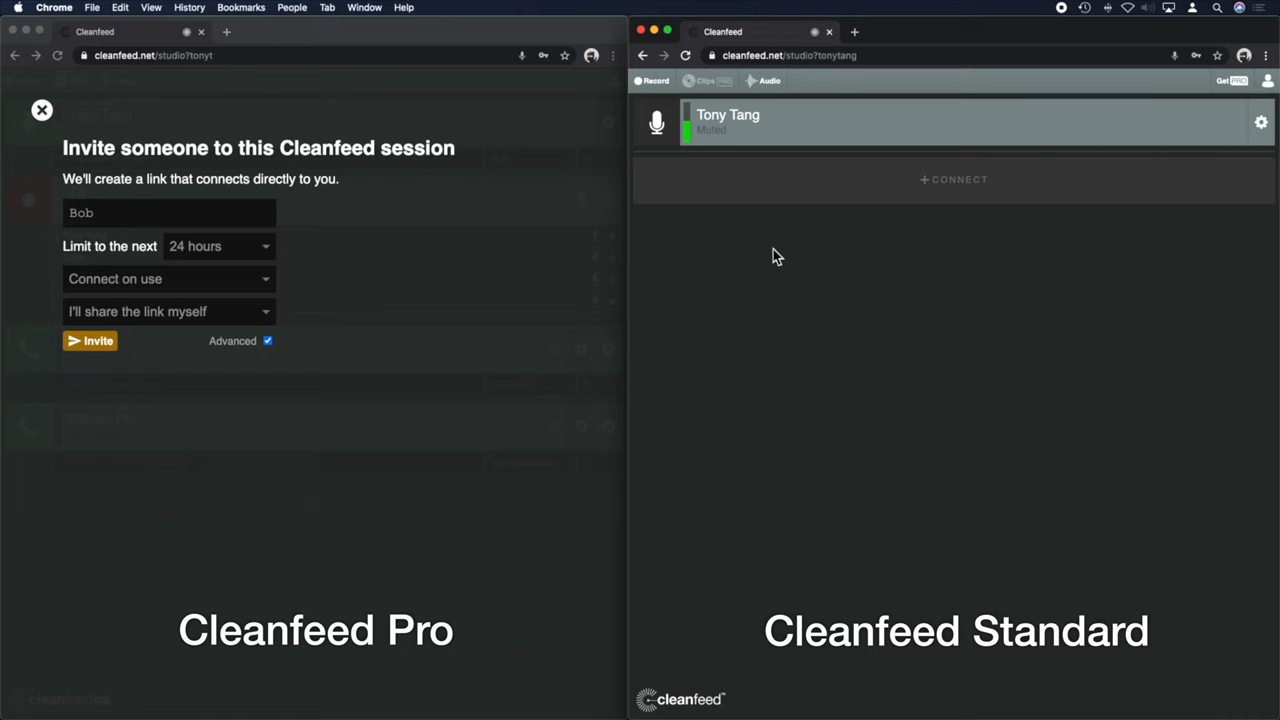 Chrome File Edit View History Bookmarks People Tab Window Help
Cleanfeed
cleanfeed.net/studio?tonyt
Invite someone to this Cleanfeed session
We'll create a link that connects directly to you.
Bob
Limit to the next 24 hours
Connect on use
I'll share the link myself
Invite Advanced
Cleanfeed Pro
Cleanfeed
cleanfeed.net/studio?tonytang
Record Clips PRO Audio Get PRO
Tony Tang
Muted
+CONNECT
Cleanfeed Standard
cleanfeed™